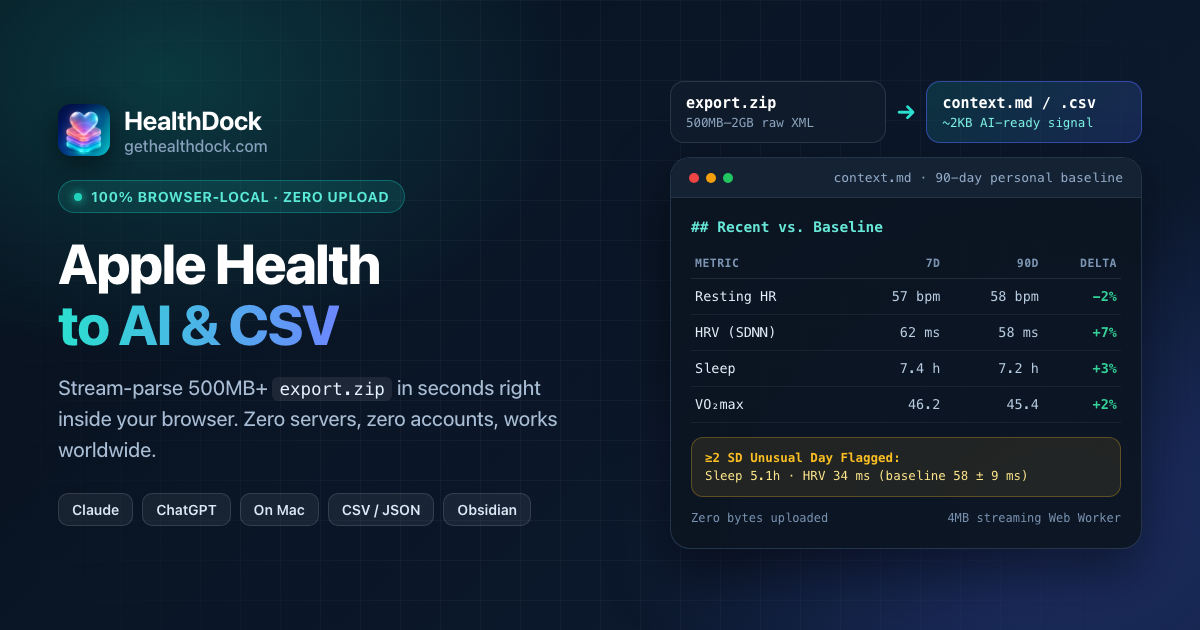 HealthDock
gethealthdock.com
100% BROWSER-LOCAL · ZERO UPLOAD
Apple Health
to AI & CSV
Stream-parse 500MB+ export.zip in seconds right
inside your browser. Zero servers, zero accounts, works
worldwide.
Claude ChatGPT On Mac CSV / JSON Obsidian
export.zip
500MB–2GB raw XML
→
context.md / .csv
~2KB AI-ready signal
context.md · 90-day personal baseline
## Recent vs. Baseline
METRIC 7D 90D DELTA
Resting HR 57 bpm 58 bpm −2%
HRV (SDNN) 62 ms 58 ms +7%
Sleep 7.4 h 7.2 h +3%
VO₂max 46.2 45.4 +2%
≥2 SD Unusual Day Flagged:
Sleep 5.1h · HRV 34 ms (baseline 58 ± 9 ms)
Zero bytes uploaded 4MB streaming Web Worker